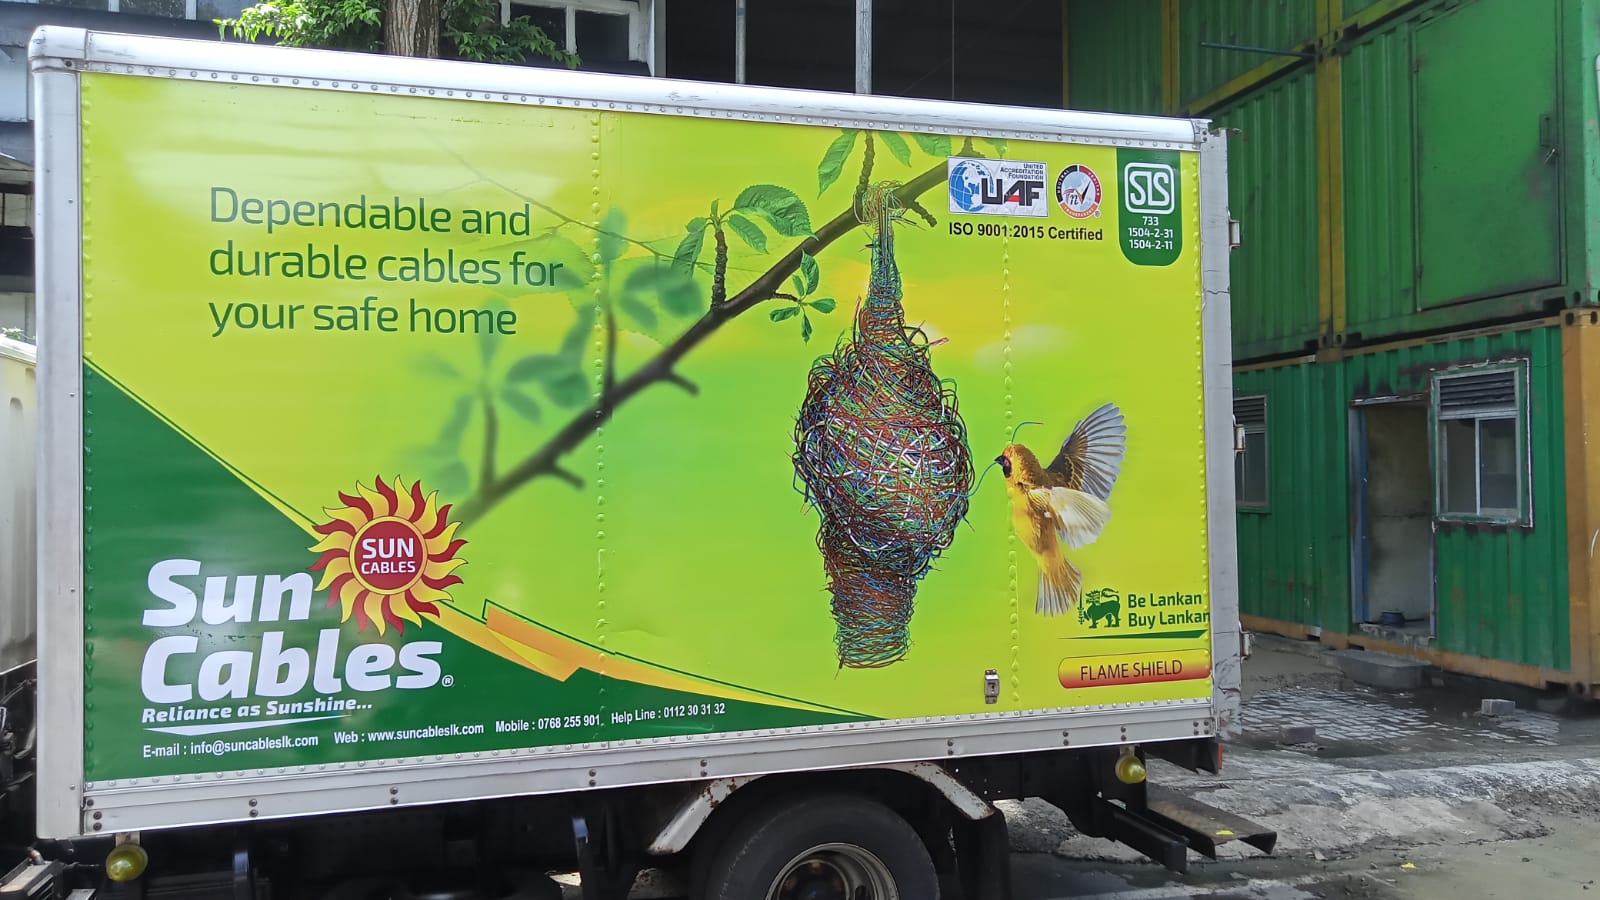 Dependable and
durable cables for
your safe home
UNITED
ACCREDITATION
FOUNDATION
UAF
ISO 9001:2015 Certified
SLS
733
1504-2-31
1504-2-11
SUN
CABLES
Sun
Cables®
Reliance as Sunshine...
E-mail : info@suncableslk.com Web : www.suncableslk.com Mobile : 0768 255 901 Help Line : 0112 30 31 32
Be Lankan
Buy Lankan
FLAME SHIELD